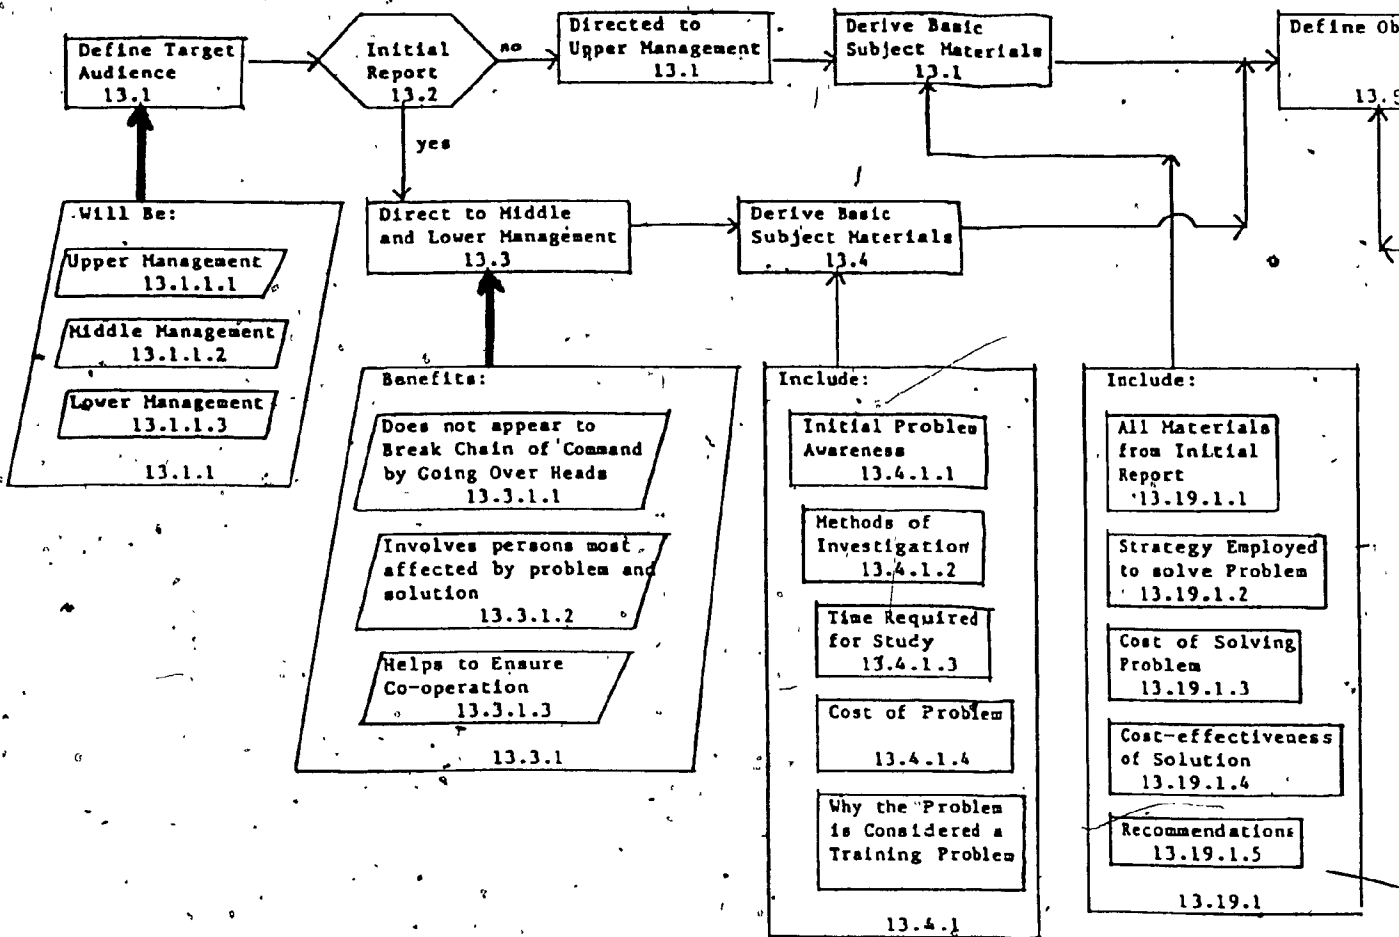 Define Target
Audience
13.1
Initial
Report
13.2
no
yes
Directed to
Upper Management
13.1
Derive Basic
Subject Materials
13.1
Define Ob
13.
Will Be:
Upper Management
13.1.1.1
Middle Management
13.1.1.2
Lower Management
13.1.1.3
13.1.1
Direct to Middle
and Lower Management
13.3
Derive Basic
Subject Materials
13.4
Benefits:
Does not appear to
Break Chain of Command
by Going Over Heads
13.3.1.1
Involves persons most
affected by problem and
solution
13.3.1.2
Helps to Ensure
Co-operation
13.3.1.3
13.3.1
Include:
Initial Problem
Awareness
13.4.1.1
Methods of
Investigation
13.4.1.2
Time Required
for Study
13.4.1.3
Cost of Problem
13.4.1.4
Why the Problem
is Considered a
Training Problem
13.4.1
Include:
All Materials
from Initial
Report
13.19.1.1
Strategy Employed
to solve Problem
13.19.1.2
Cost of Solving
Problem
13.19.1.3
Cost-effectiveness
of Solution
13.19.1.4
Recommendations
13.19.1.5
13.19.1